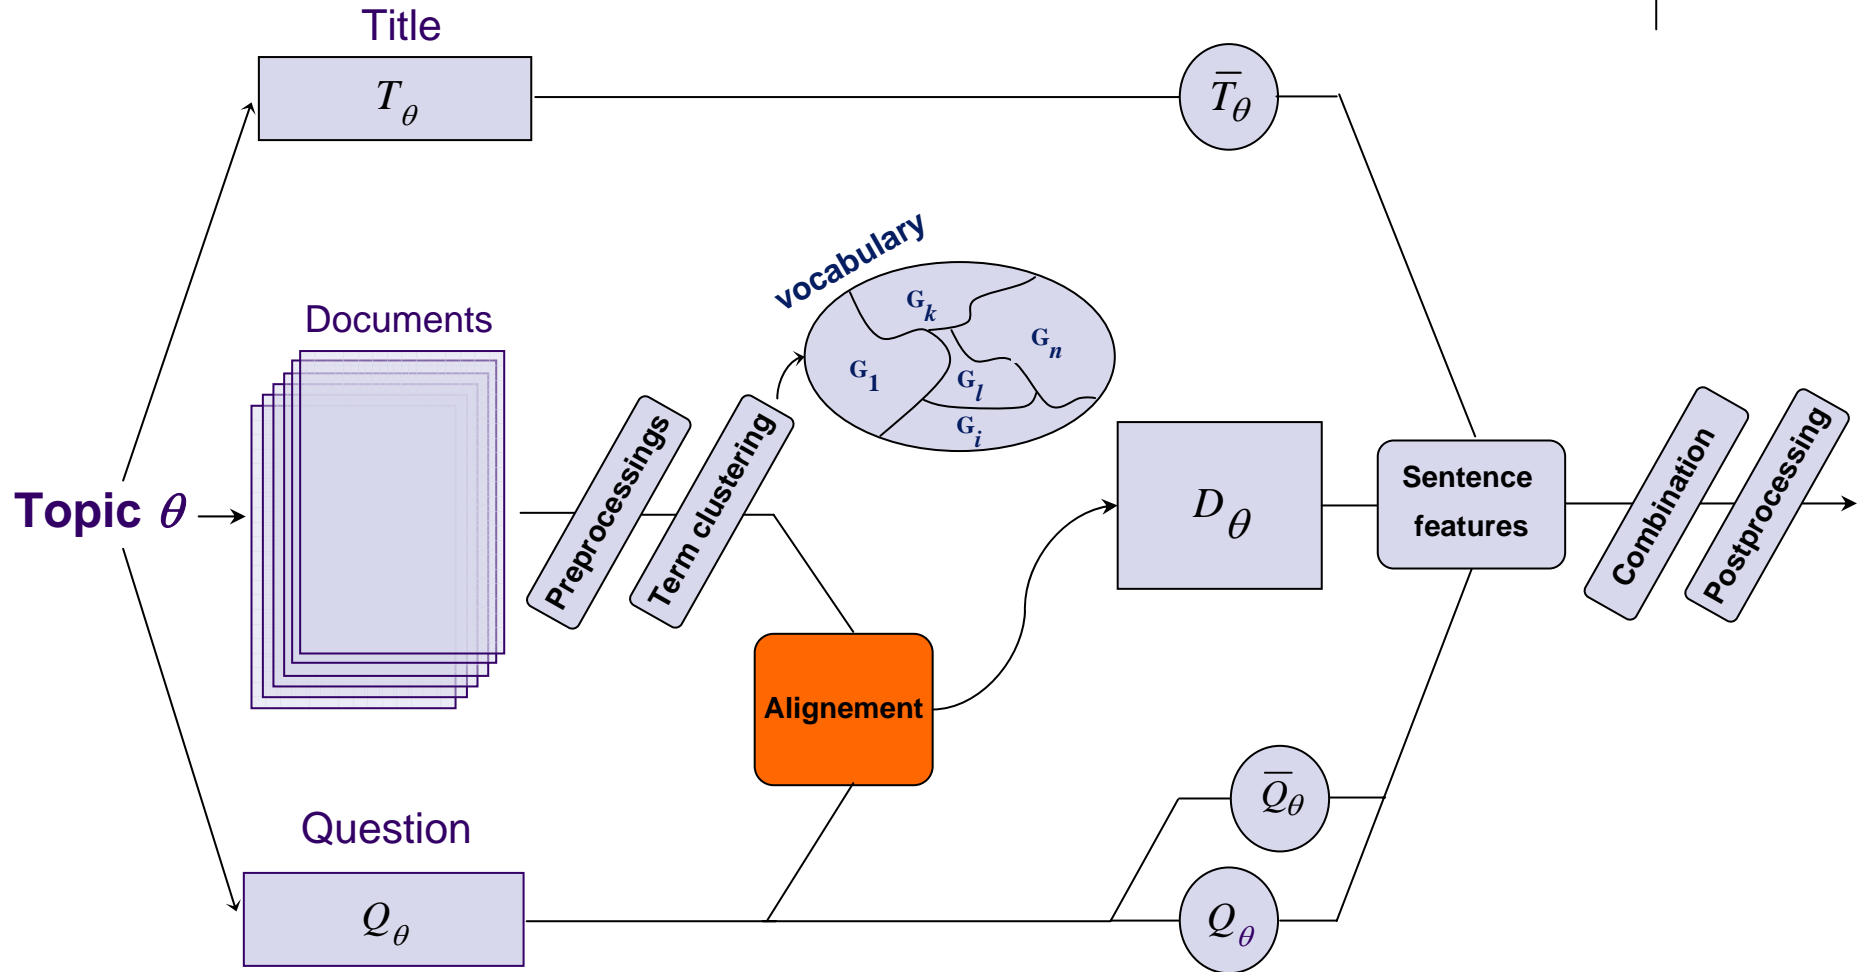 Title
T_θ
T̅_θ
vocabulary
G_k
G_n
G_1
G_l
G_i
Documents
Preprocessings
Term clustering
Topic θ
D_θ
Sentence
features
Combination
Postprocessing
Alignement
Question
Q̅_θ
Q_θ
Q_θ